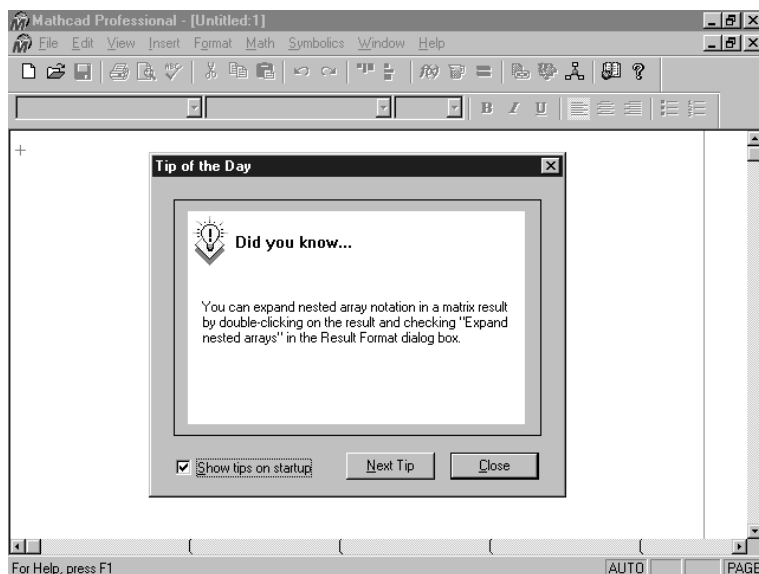 Mathcad Professional - [Untitled:1]
File Edit View Insert Format Math Symbolics Window Help
B I U
Tip of the Day
Did you know...
You can expand nested array notation in a matrix result
by double-clicking on the result and checking "Expand
nested arrays" in the Result Format dialog box.
Show tips on startup Next Tip Close
For Help, press F1 AUTO PAGE